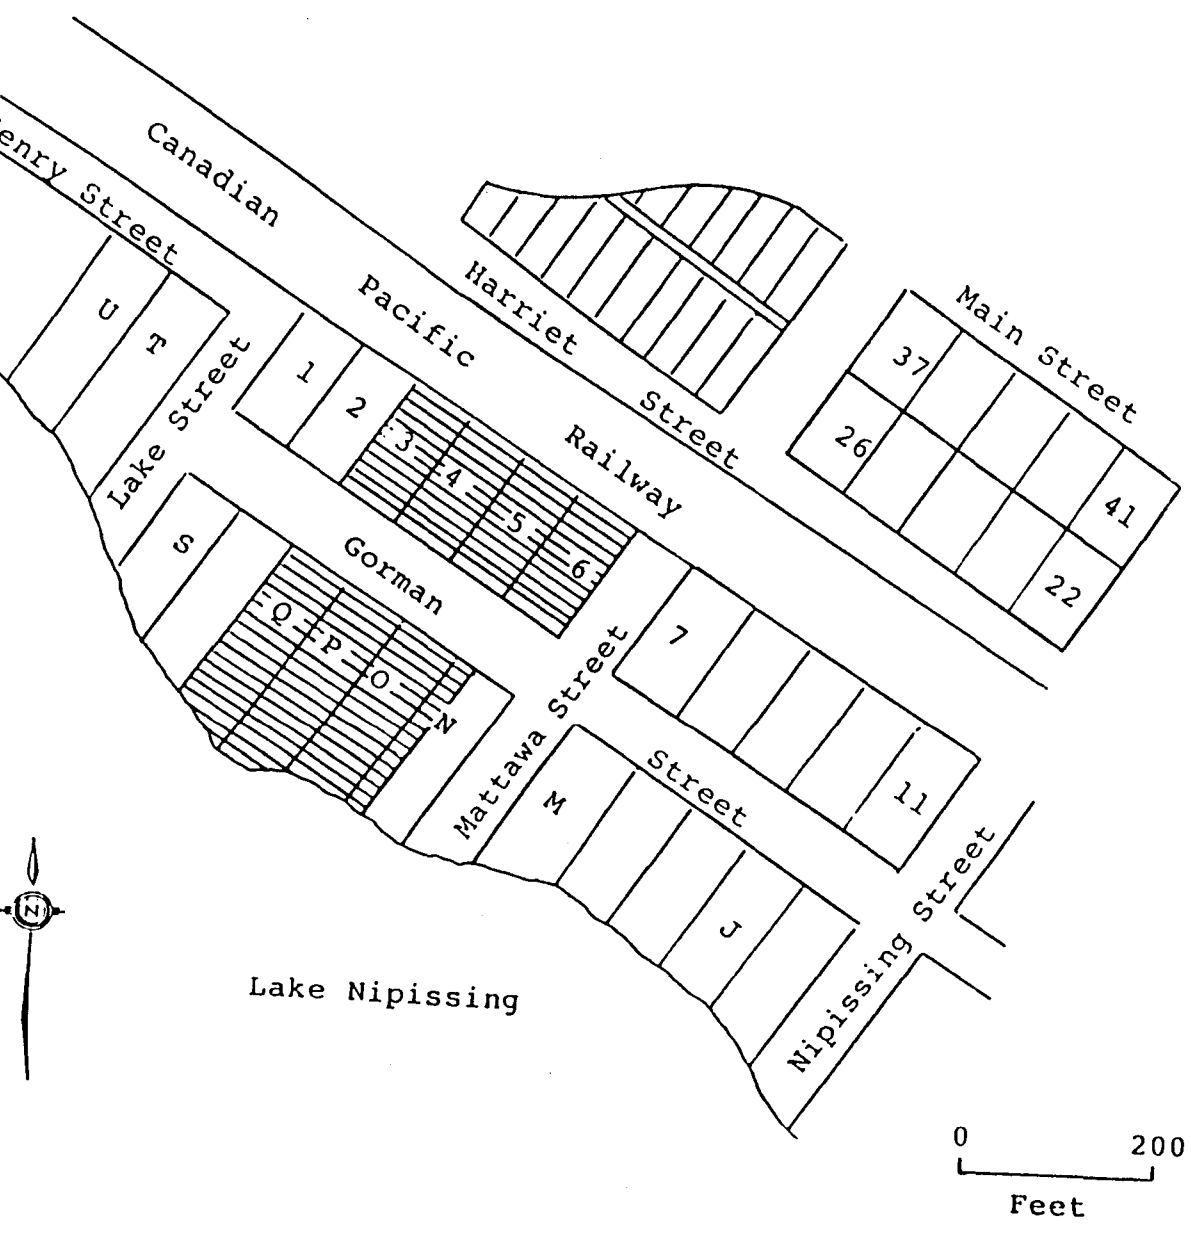 Canadian
Pacific
Railway
enry Street
Harriet
Street
Main Street
37
26
41
22
U
T
Lake Street
1
2
3
4
5
6
S
Gorman
Street
Q
P
O
N
Mattawa Street
7
11
M
J
Nipissing Street
N
Lake Nipissing
0
200
Feet